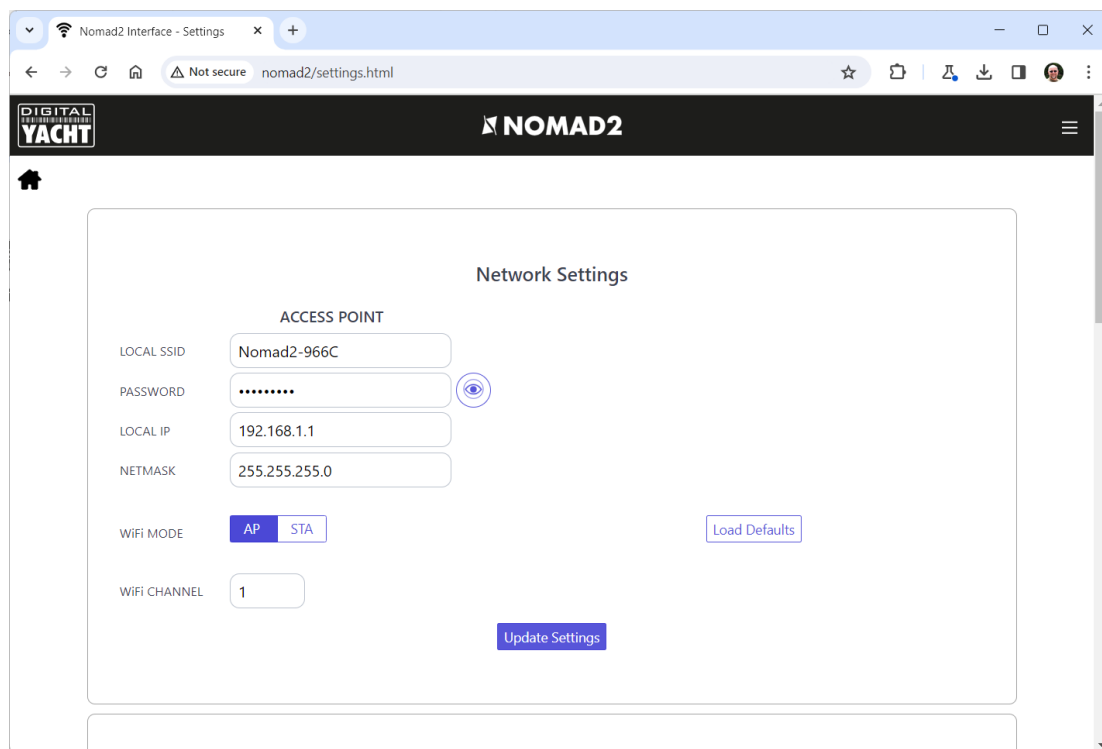 Nomad2 Interface - Settings
Not secure nomad2/settings.html
DIGITAL
YACHT
NOMAD2
Network Settings
ACCESS POINT
LOCAL SSID Nomad2-966C
PASSWORD •••••••••
LOCAL IP 192.168.1.1
NETMASK 255.255.255.0
WiFi MODE AP STA Load Defaults
WiFi CHANNEL 1
Update Settings